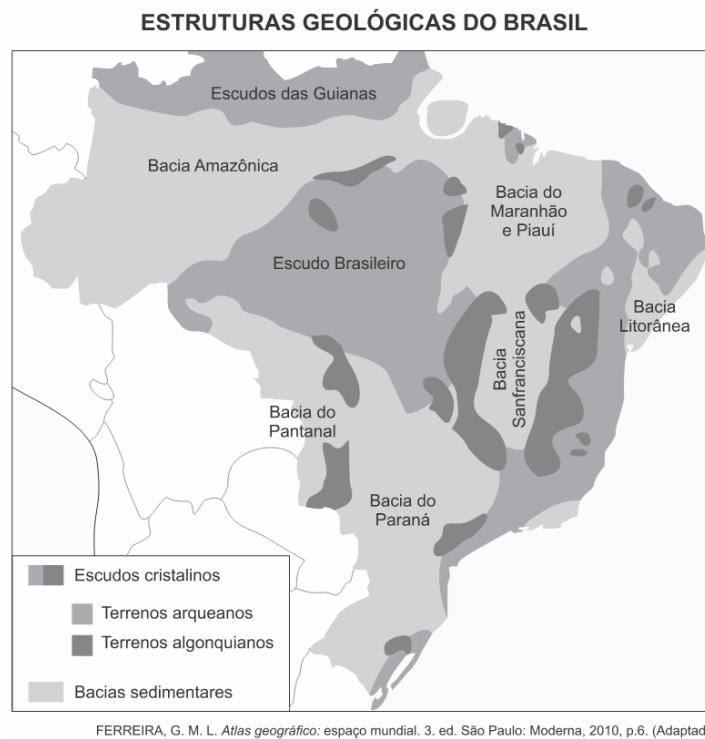 ESTRUTURAS GEOLÓGICAS DO BRASIL
Escudos das Guianas
Bacia Amazônica
Bacia do
Maranhão
e Piauí
Escudo Brasileiro
Bacia
Litorânea
Bacia
Sanfranciscana
Bacia do
Pantanal
Bacia do
Paraná
Escudos cristalinos
Terrenos arqueanos
Terrenos algonquianos
Bacias sedimentares
FERREIRA, G. M. L. Atlas geográfico: espaço mundial. 3. ed. São Paulo: Moderna, 2010, p.6. (Adaptad